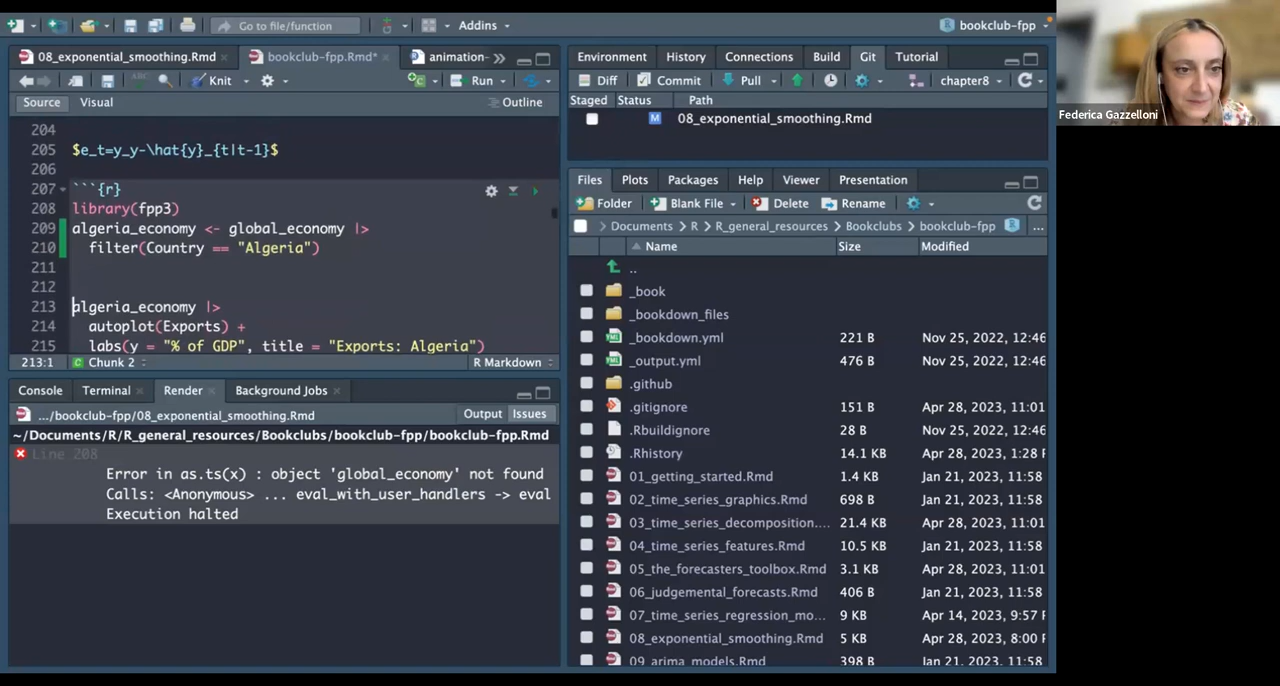 Go to file/function
Addins
bookclub-fpp
08_exponential_smoothing.Rmd
bookclub-fpp.Rmd*
animation-
Knit
Run
Source
Visual
Outline
204
205 $e_t=y_y-\hat{y}_{t|t-1}$
206
207 ```{r}
208 library(fpp3)
209 algeria_economy <- global_economy |>
210 filter(Country == "Algeria")
211
212
213 algeria_economy |>
214 autoplot(Exports) +
215 labs(y = "% of GDP", title = "Exports: Algeria")
213:1
Chunk 2
R Markdown
Console
Terminal
Render
Background Jobs
.../bookclub-fpp/08_exponential_smoothing.Rmd
Output
Issues
~/Documents/R/R_general_resources/Bookclubs/bookclub-fpp/bookclub-fpp.Rmd
Line 208
Error in as.ts(x) : object 'global_economy' not found
Calls: <Anonymous> ... eval_with_user_handlers -> eval
Execution halted
Environment
History
Connections
Build
Git
Tutorial
Diff
Commit
Pull
chapter8
Staged
Status
Path
M
08_exponential_smoothing.Rmd
Files
Plots
Packages
Help
Viewer
Presentation
Folder
Blank File
Delete
Rename
Documents
R
R_general_resources
Bookclubs
bookclub-fpp
...
Name
Size
Modified
..
_book
_bookdown_files
_bookdown.yml 221 B Nov 25, 2022, 12:46
_output.yml 476 B Nov 25, 2022, 12:46
.github
.gitignore 151 B Apr 28, 2023, 11:01
.Rbuildignore 28 B Nov 25, 2022, 12:46
.Rhistory 14.1 KB Apr 28, 2023, 1:28
01_getting_started.Rmd 1.4 KB Jan 21, 2023, 11:58
02_time_series_graphics.Rmd 698 B Jan 21, 2023, 11:58
03_time_series_decomposition.... 21.4 KB Apr 28, 2023, 11:01
04_time_series_features.Rmd 10.5 KB Jan 21, 2023, 11:58
05_the_forecasters_toolbox.Rmd 3.1 KB Apr 28, 2023, 11:01
06_judgemental_forecasts.Rmd 406 B Jan 21, 2023, 11:58
07_time_series_regression_mo... 9 KB Apr 14, 2023, 9:57
08_exponential_smoothing.Rmd 5 KB Apr 28, 2023, 8:00
09_arima_models.Rmd 398 B Jan 21, 2023, 11:58
Federica Gazzelloni